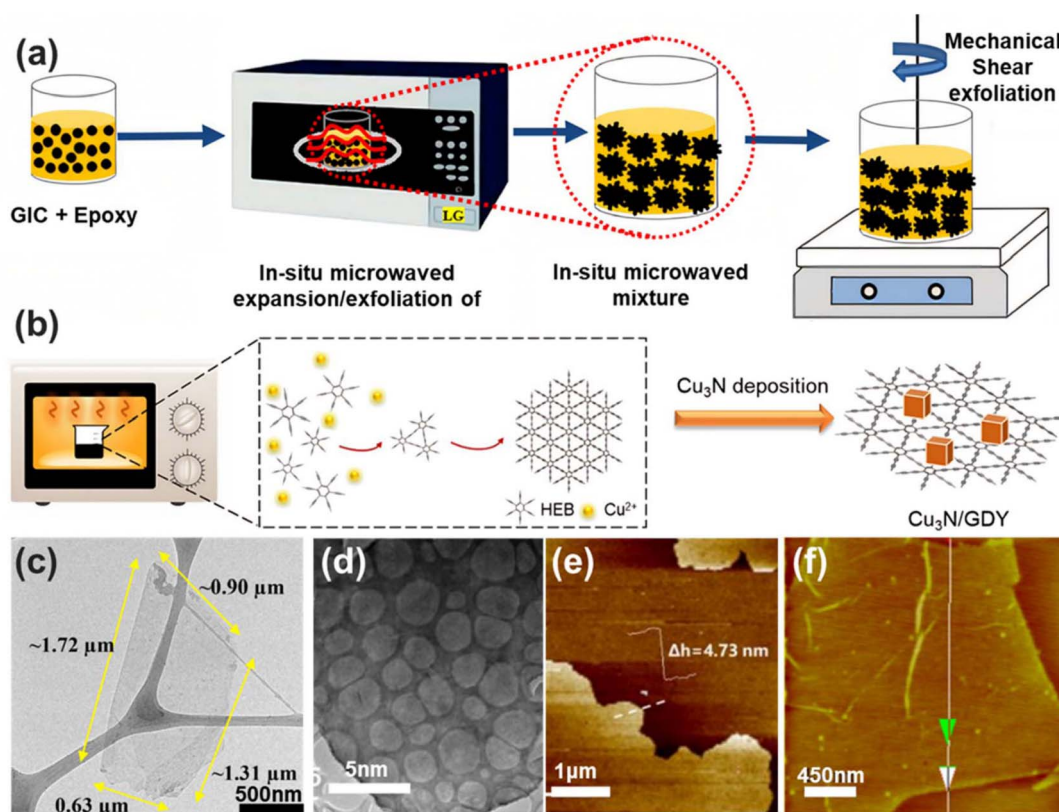 (a)
GIC + Epoxy
LG
In-situ microwaved
expansion/exfoliation of
In-situ microwaved
mixture
Mechanical
Shear
exfoliation
(b)
HEB
Cu²⁺
Cu₃N deposition
Cu₃N/GDY
(c)
~0.90 µm
~1.72 µm
~1.31 µm
0.63 µm
500nm
(d)
5nm
(e)
Δh=4.73 nm
1µm
(f)
450nm